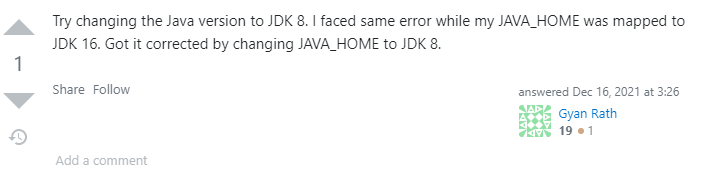 Try changing the Java version to JDK 8. I faced same error while my JAVA_HOME was mapped to
JDK 16. Got it corrected by changing JAVA_HOME to JDK 8.
1
Share Follow
answered Dec 16, 2021 at 3:26
Gyan Rath
19 1
Add a comment